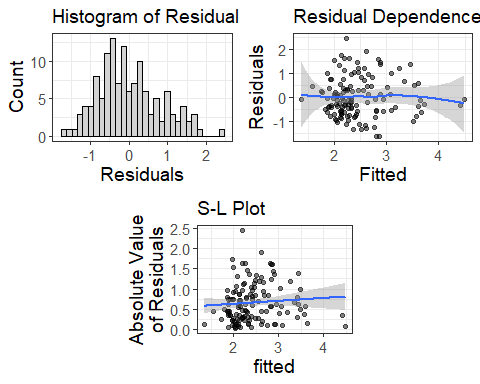 Histogram of Residual
Count
10
5
0
-1
0
1
2
Residuals
Residual Dependence
Residuals
2
1
0
-1
2
3
4
Fitted
S-L Plot
Absolute Value
of Residuals
2.5
2.0
1.5
1.0
0.5
0.0
2
3
4
fitted